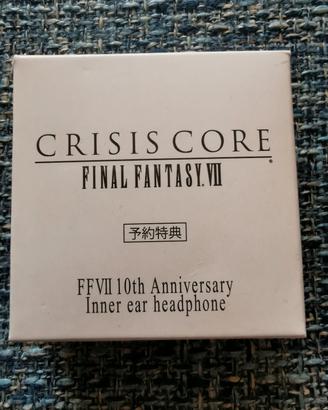 CRISIS CORE
FINAL FANTASY VII
予約特典
FFVII 10th Anniversary
Inner ear headphone